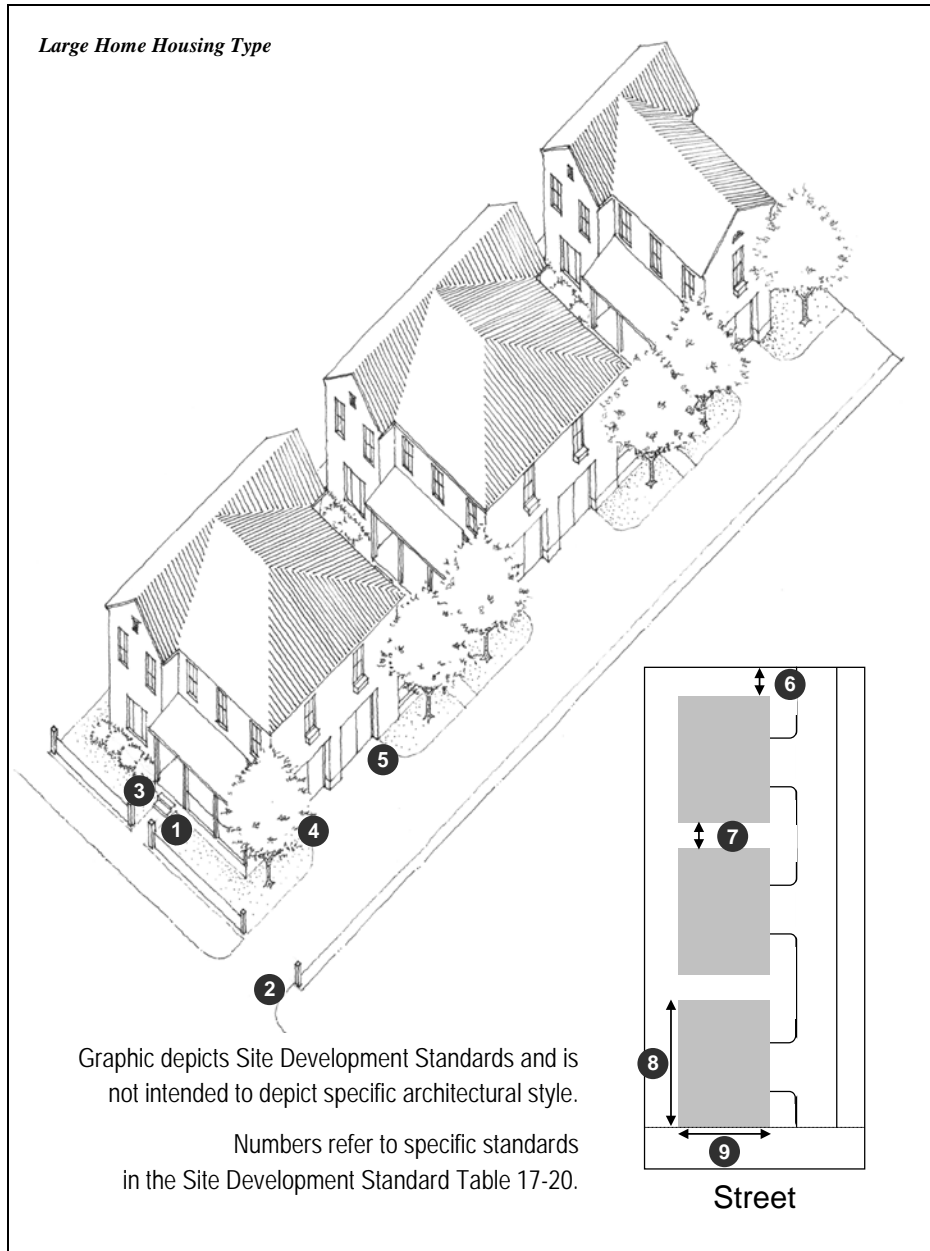 Large Home Housing Type
3
1
5
4
2
6
7
8
9
Graphic depicts Site Development Standards and is
not intended to depict specific architectural style.
Numbers refer to specific standards
in the Site Development Standard Table 17-20.
Street